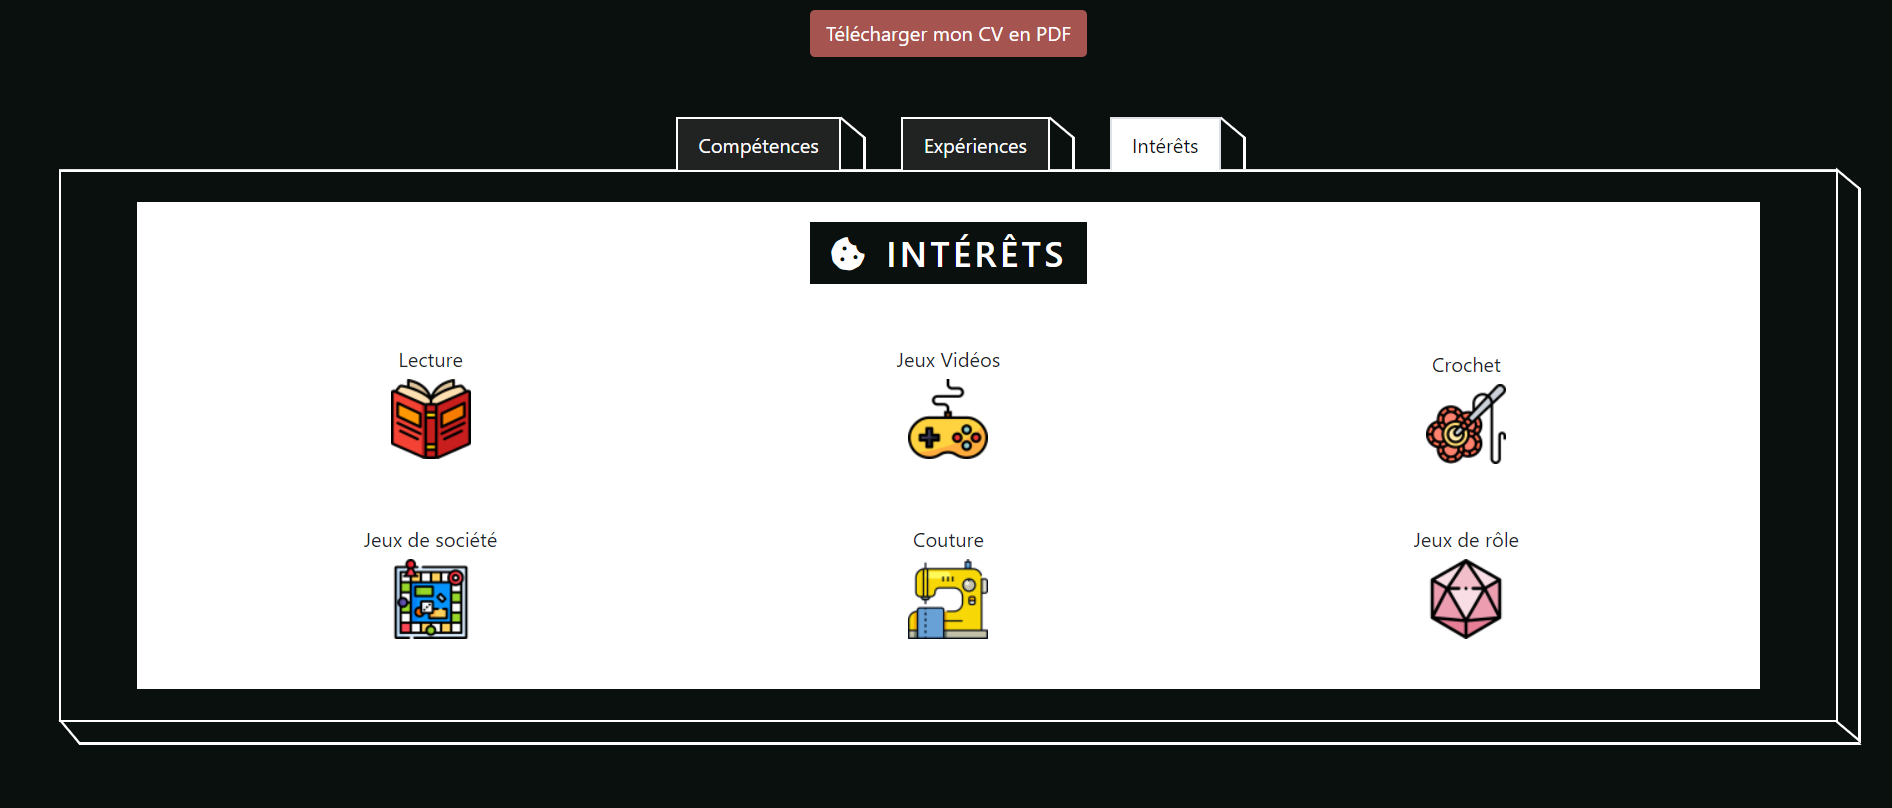 Télécharger mon CV en PDF
Compétences
Expériences
Intérêts
INTÉRÊTS
Lecture
Jeux Vidéos
Crochet
Jeux de société
Couture
Jeux de rôle